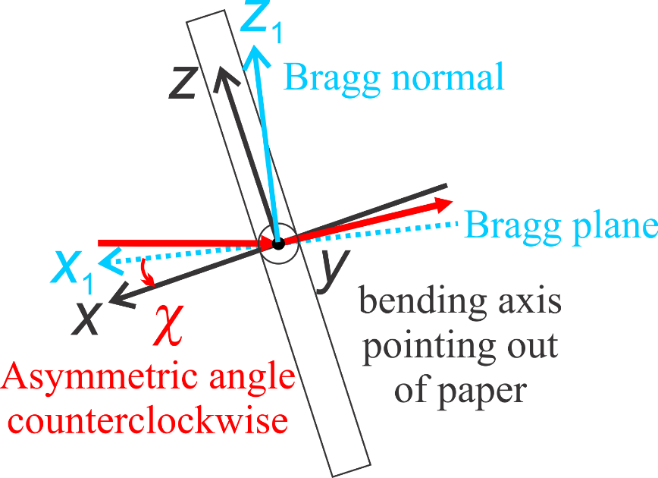 z1
z
Bragg normal
Bragg plane
x1
x
χ
y
bending axis
pointing out
of paper
Asymmetric angle
counterclockwise